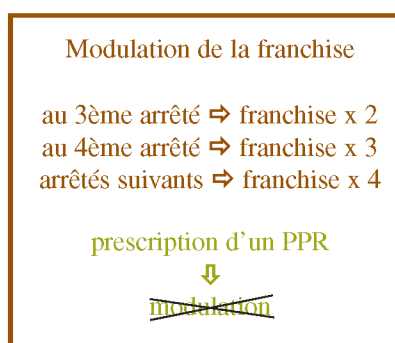 Modulation de la franchise
au 3ème arrêté ⇨ franchise x 2
au 4ème arrêté ⇨ franchise x 3
arrêtés suivants ⇨ franchise x 4
prescription d'un PPR
⇩
modulation